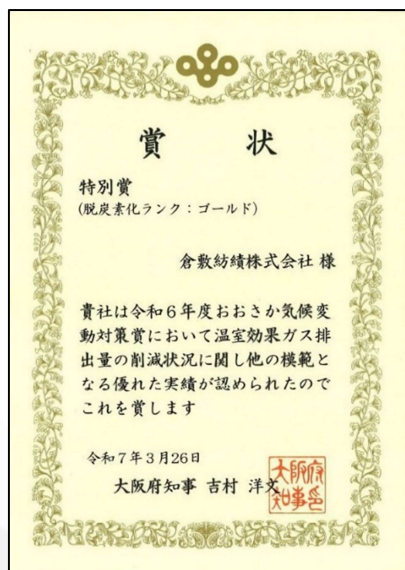 賞　状
特別賞
(脱炭素化ランク：ゴールド)
倉敷紡績株式会社 様
貴社は令和６年度おおさか気候変
動対策賞において温室効果ガス排
出量の削減状況に関し他の模範と
なる優れた実績が認められたので
これを賞します
令和７年３月26日
大阪府知事 吉村 洋文
大阪府
知事印